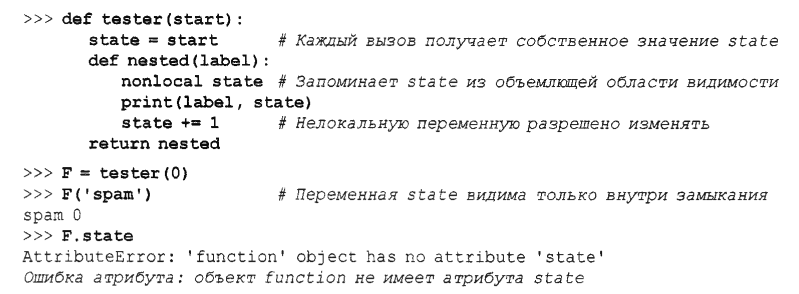 >>> def tester(start):
state = start # Каждый вызов получает собственное значение state
def nested(label):
nonlocal state # Запоминает state из объемлющей области видимости
print(label, state)
state += 1 # Нелокальную переменную разрешено изменять
return nested
>>> F = tester(0)
>>> F('spam') # Переменная state видима только внутри замыкания
spam 0
>>> F.state
AttributeError: 'function' object has no attribute 'state'
Ошибка атрибута: объект function не имеет атрибута state